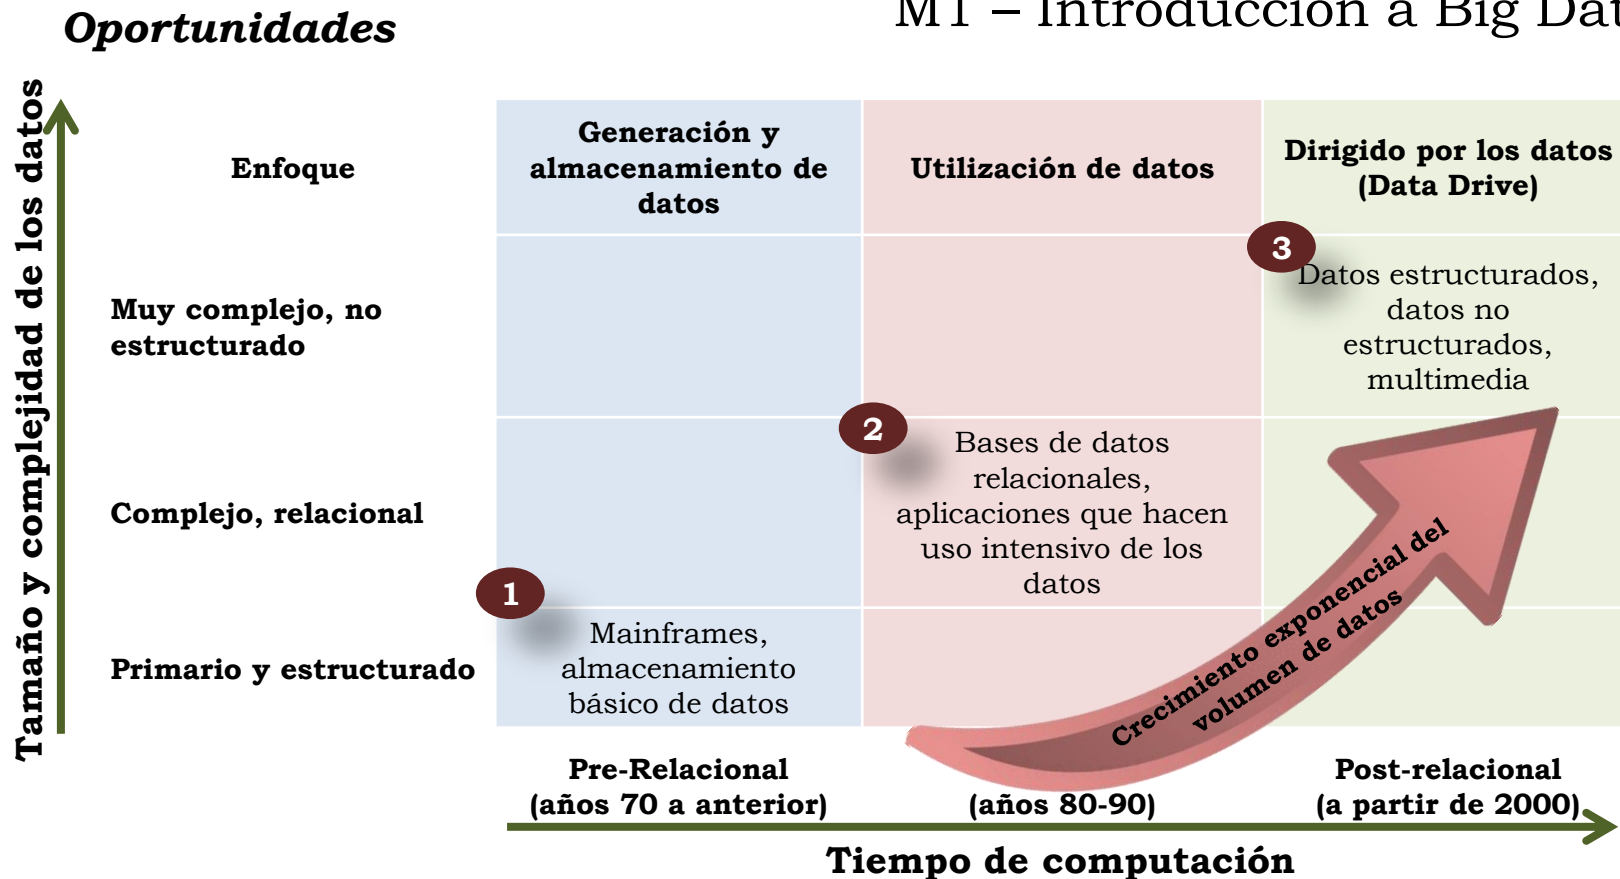 Oportunidades
M1 – Introducción a Big
Tamaño y complejidad de los datos
Enfoque
Generación y
almacenamiento de
datos
Utilización de datos
Dirigido por los datos
(Data Drive)
Muy complejo, no
estructurado
3
Datos estructurados,
datos no
estructurados,
multimedia
Complejo, relacional
2
Bases de datos
relacionales,
aplicaciones que hacen
uso intensivo de los
datos
Primario y estructurado
1
Mainframes,
almacenamiento
básico de datos
Crecimiento exponencial del
volumen de datos
Pre-Relacional
(años 70 a anterior)
(años 80-90)
Post-relacional
(a partir de 2000)
Tiempo de computación